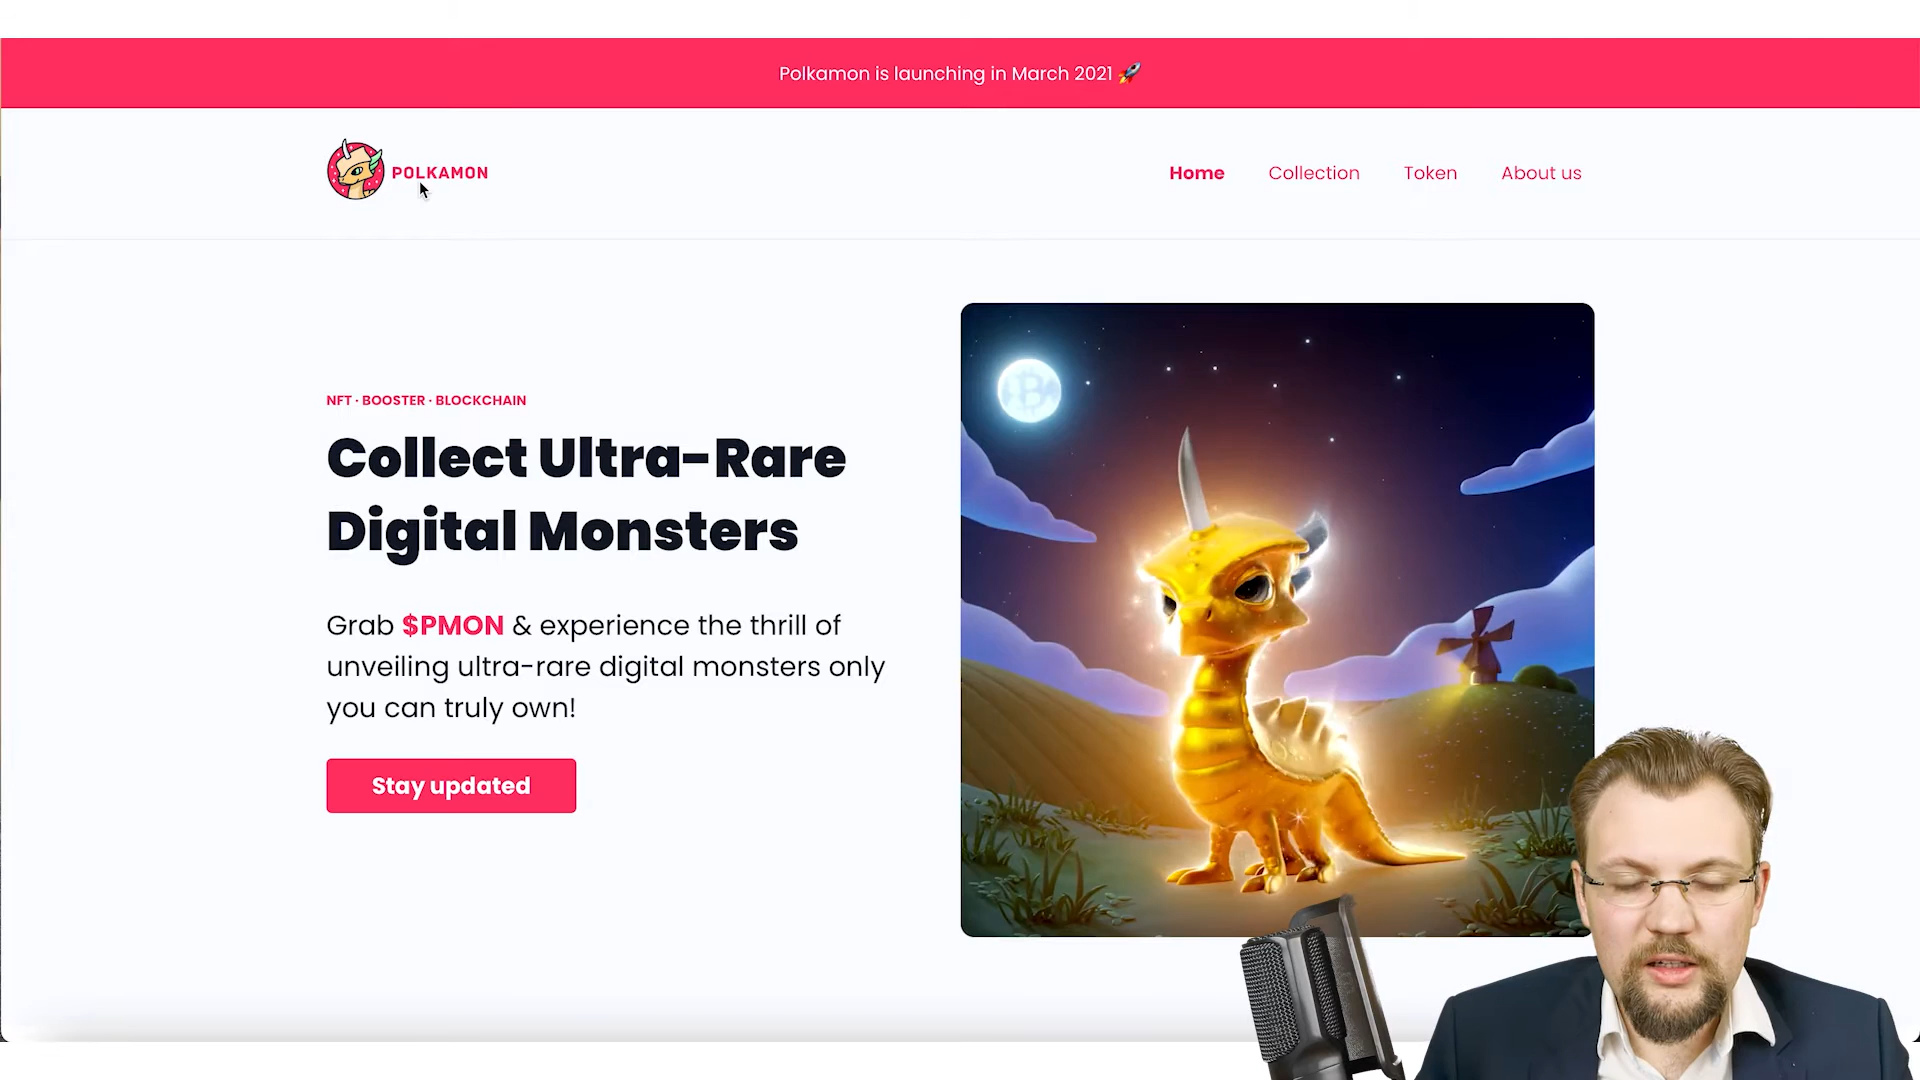 Polkamon is launching in March 2021 🚀
POLKAMON
Home Collection Token About us
NFT · BOOSTER · BLOCKCHAIN
Collect Ultra-Rare
Digital Monsters
Grab $PMON & experience the thrill of
unveiling ultra-rare digital monsters only
you can truly own!
Stay updated